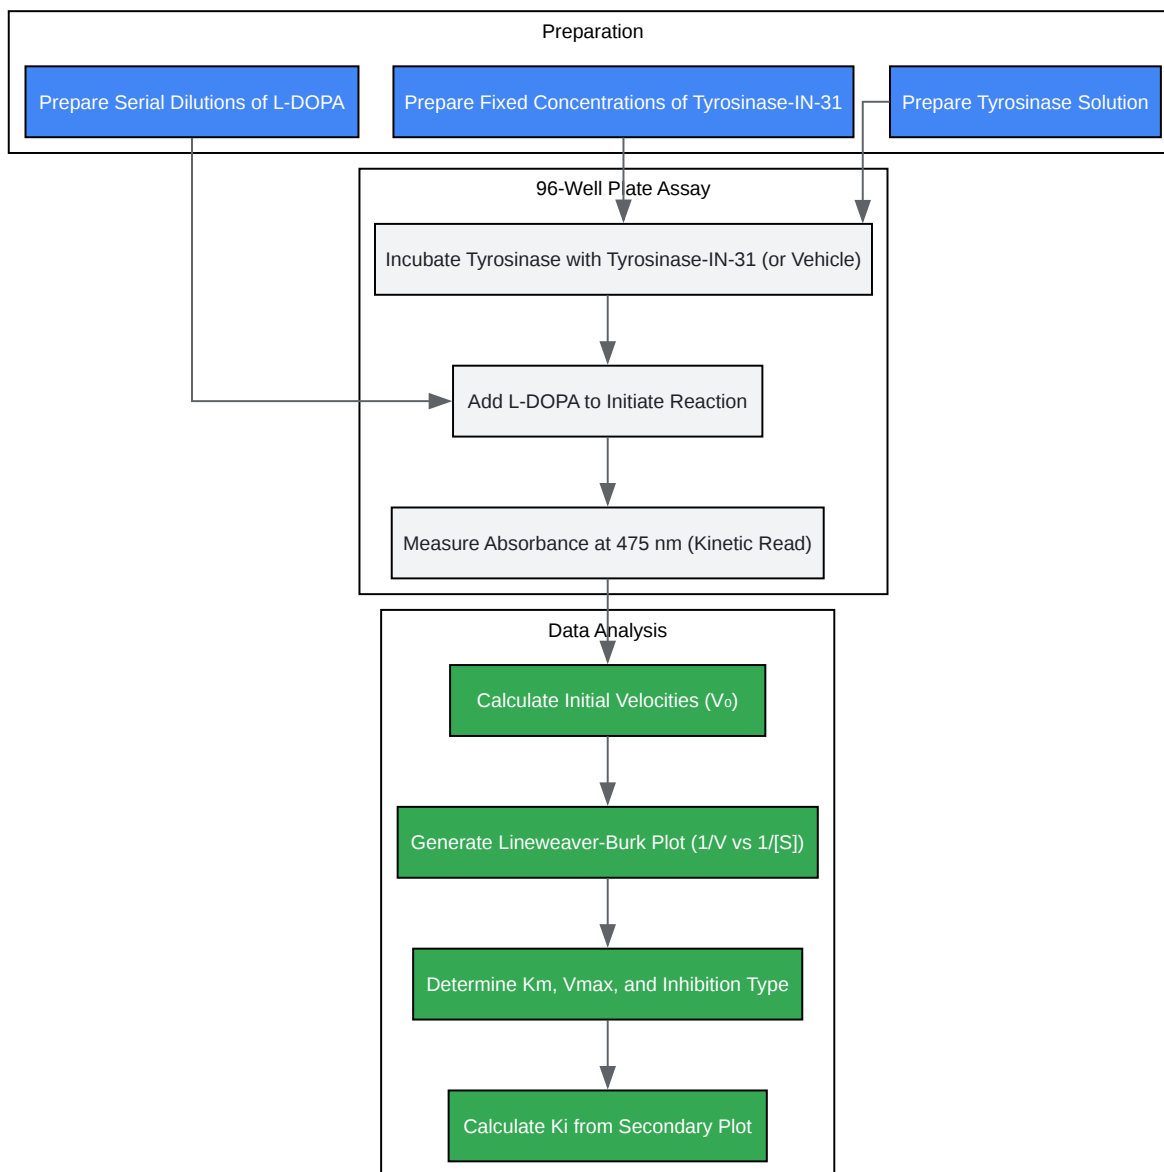 Preparation
Prepare Serial Dilutions of L-DOPA
Prepare Fixed Concentrations of Tyrosinase-IN-31
Prepare Tyrosinase Solution
96-Well Plate Assay
Incubate Tyrosinase with Tyrosinase-IN-31 (or Vehicle)
Add L-DOPA to Initiate Reaction
Measure Absorbance at 475 nm (Kinetic Read)
Data Analysis
Calculate Initial Velocities (V₀)
Generate Lineweaver-Burk Plot (1/V vs 1/[S])
Determine Km, Vmax, and Inhibition Type
Calculate Ki from Secondary Plot